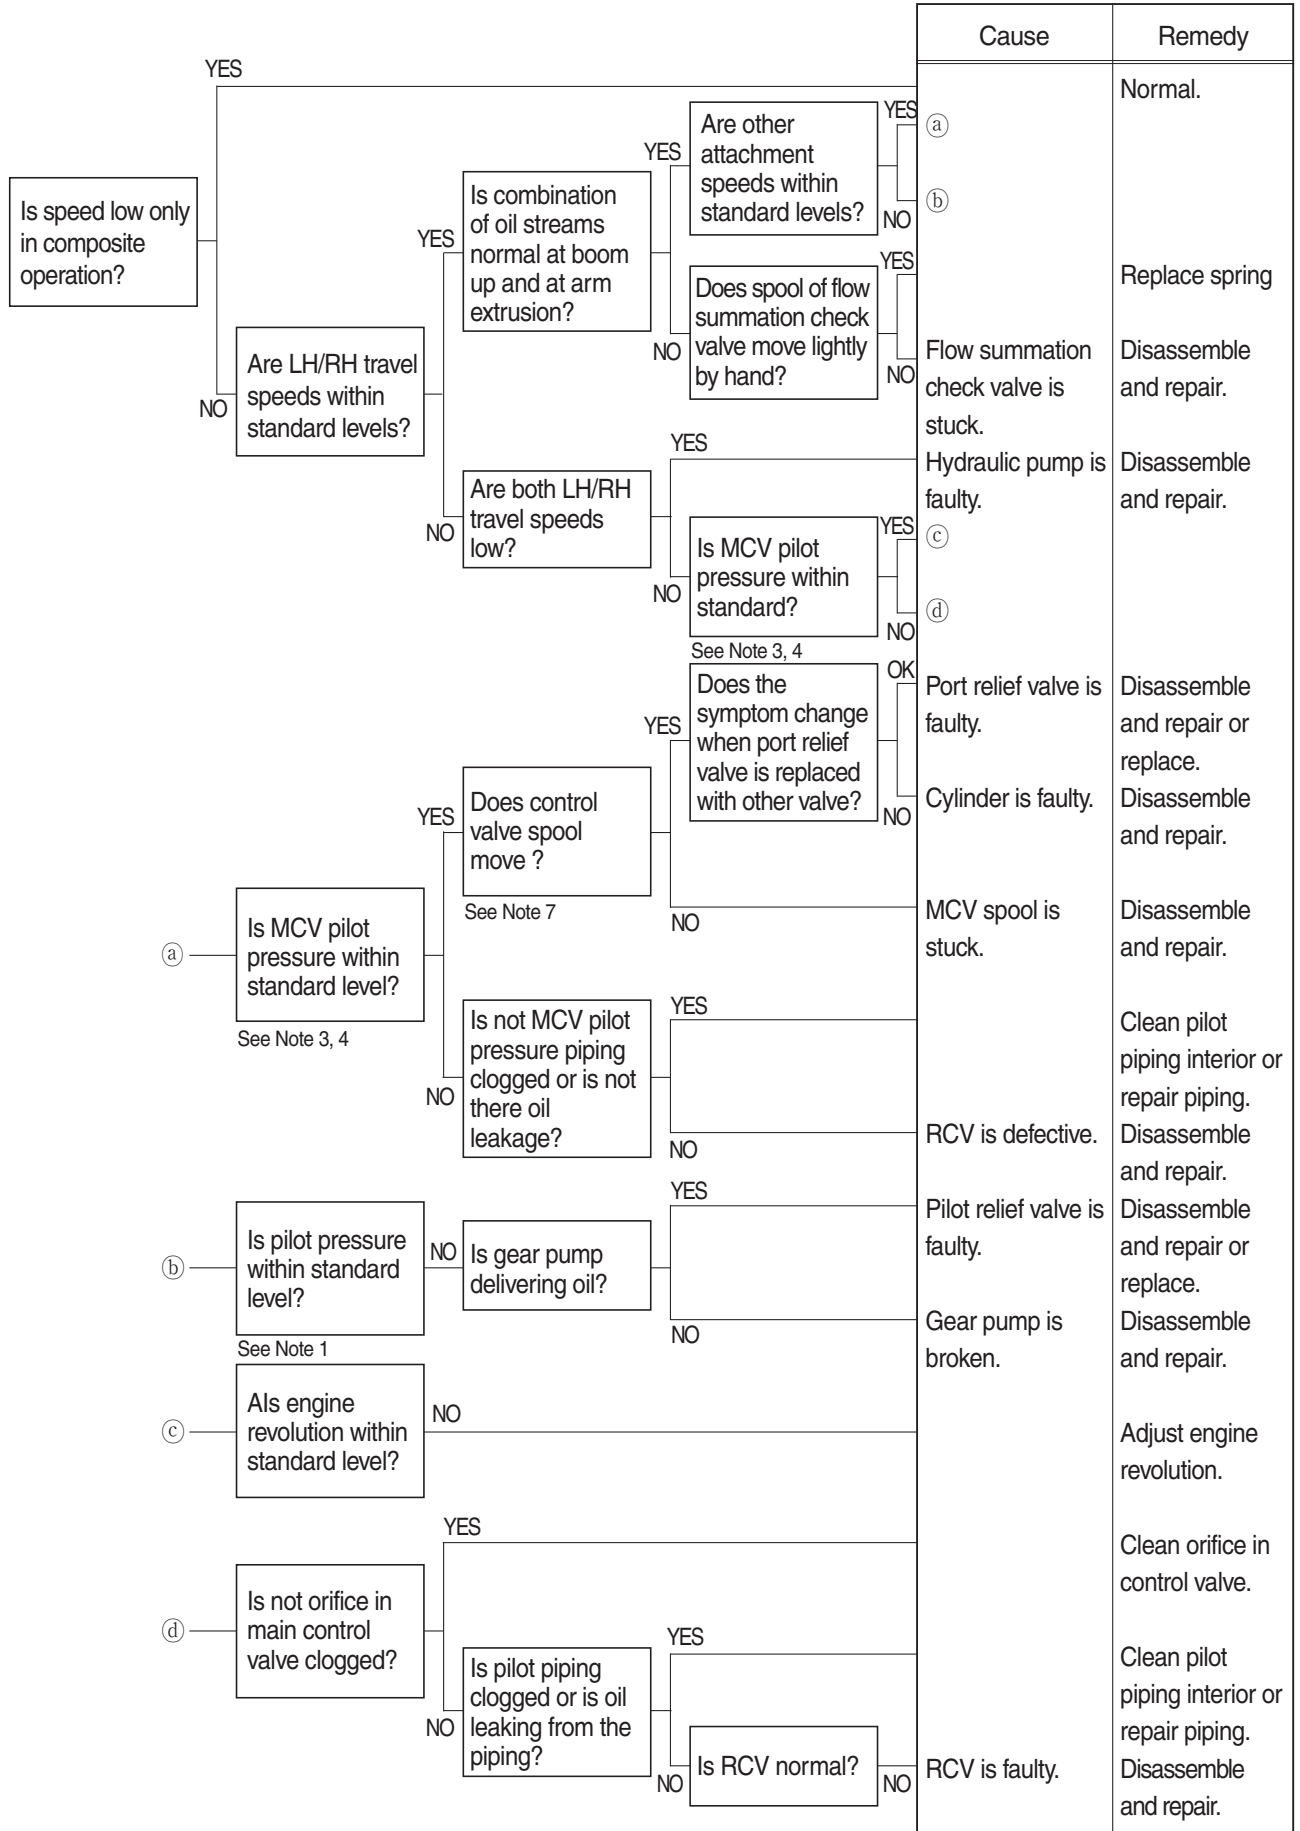 Cause
Remedy
YES
Normal.
Is speed low only
in composite
operation?
NO
Are LH/RH travel
speeds within
standard levels?
YES
Is combination
of oil streams
normal at boom
up and at arm
extrusion?
YES
Are other
attachment
speeds within
standard levels?
YES
ⓐ
NO
ⓑ
NO
Does spool of flow
summation check
valve move lightly
by hand?
YES
Replace spring
NO
Flow summation
check valve is
stuck.
Disassemble
and repair.
NO
Are both LH/RH
travel speeds
low?
YES
Hydraulic pump is
faulty.
Disassemble
and repair.
NO
Is MCV pilot
pressure within
standard?
See Note 3, 4
YES
ⓒ
NO
ⓓ
ⓐ
Is MCV pilot
pressure within
standard level?
See Note 3, 4
YES
Does control
valve spool
move ?
See Note 7
YES
Does the
symptom change
when port relief
valve is replaced
with other valve?
OK
Port relief valve is
faulty.
Disassemble
and repair or
replace.
NO
Cylinder is faulty.
Disassemble
and repair.
NO
MCV spool is
stuck.
Disassemble
and repair.
NO
Is not MCV pilot
pressure piping
clogged or is not
there oil
leakage?
YES
Clean pilot
piping interior or
repair piping.
NO
RCV is defective.
Disassemble
and repair.
ⓑ
Is pilot pressure
within standard
level?
See Note 1
NO
Is gear pump
delivering oil?
YES
Pilot relief valve is
faulty.
Disassemble
and repair or
replace.
NO
Gear pump is
broken.
Disassemble
and repair.
ⓒ
AIs engine
revolution within
standard level?
NO
Adjust engine
revolution.
ⓓ
Is not orifice in
main control
valve clogged?
YES
Clean orifice in
control valve.
NO
Is pilot piping
clogged or is oil
leaking from the
piping?
YES
Clean pilot
piping interior or
repair piping.
NO
Is RCV normal?
NO
RCV is faulty.
Disassemble
and repair.